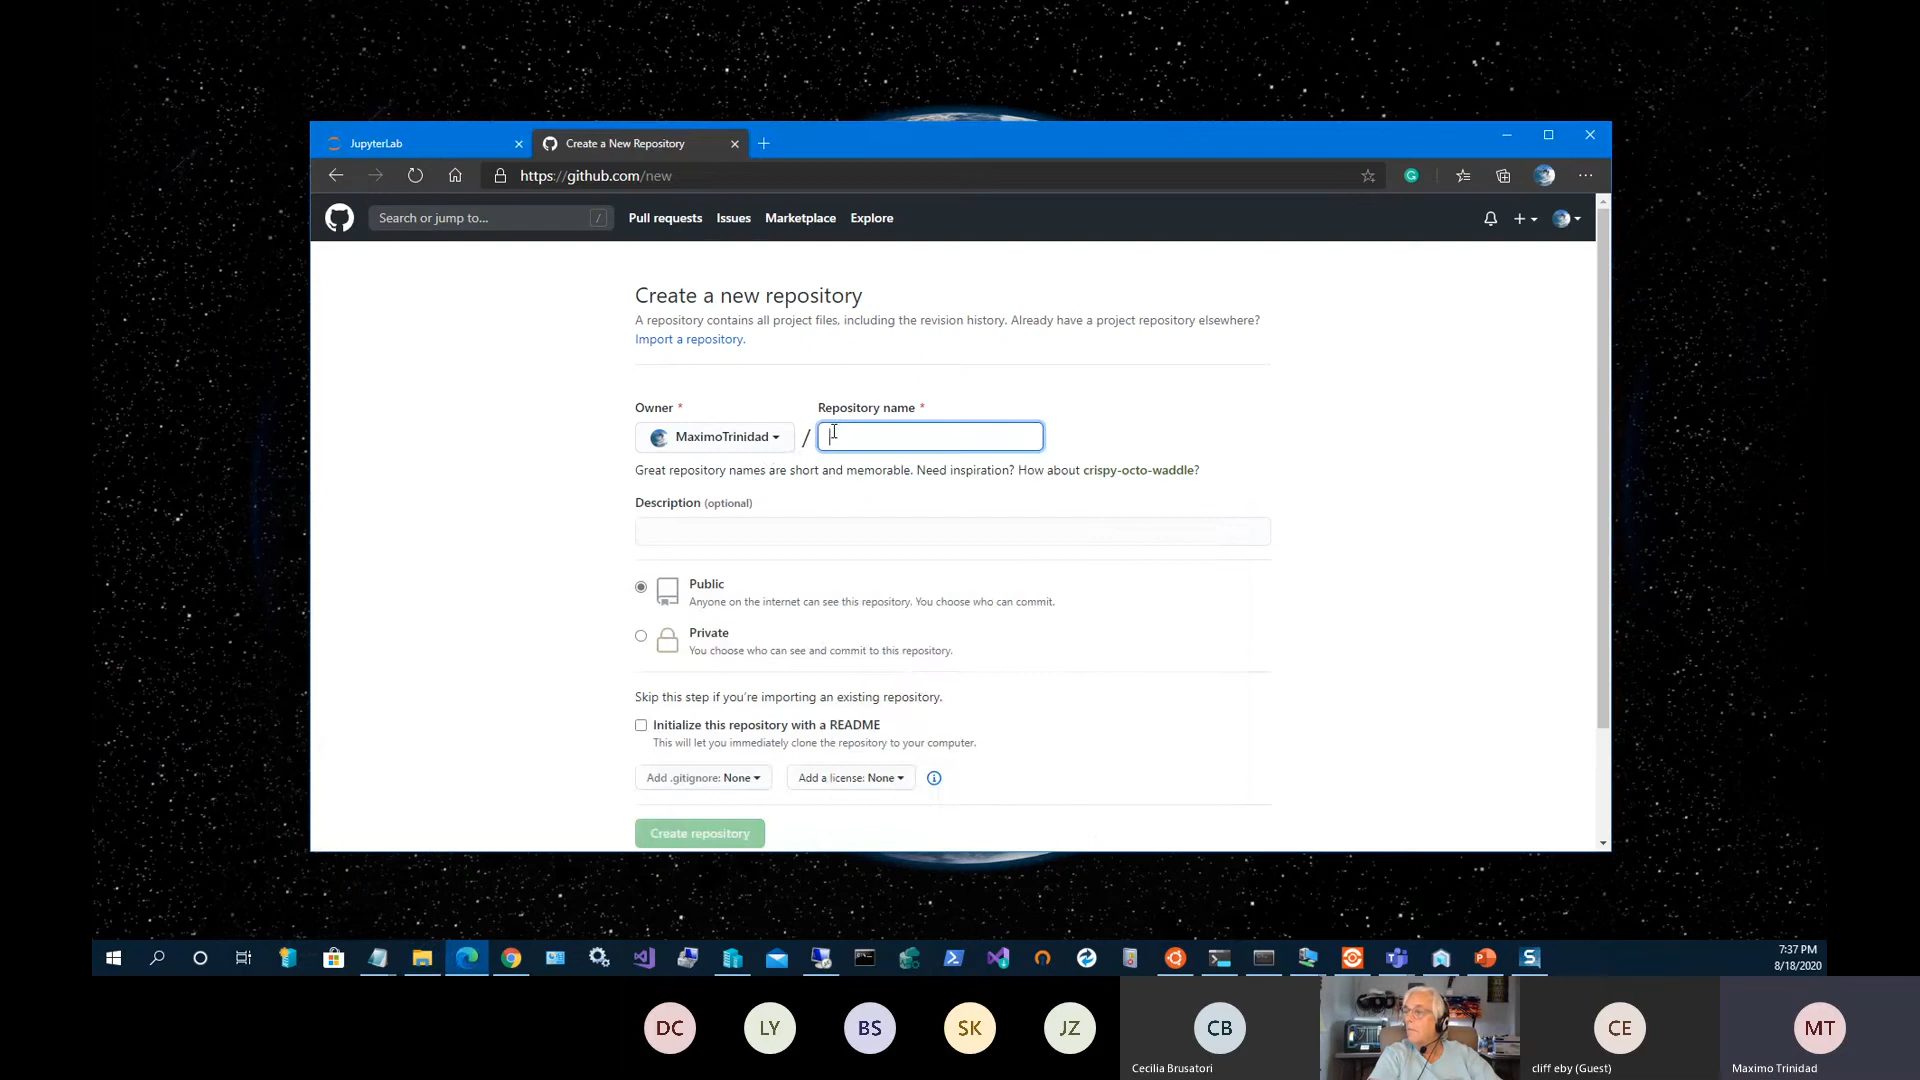 JupyterLab
Create a New Repository
https://github.com/new
Search or jump to...
/
Pull requests
Issues
Marketplace
Explore
Create a new repository
A repository contains all project files, including the revision history. Already have a project repository elsewhere?
Import a repository.
Owner *
Repository name *
MaximoTrinidad
/
Great repository names are short and memorable. Need inspiration? How about crispy-octo-waddle?
Description (optional)
Public
Anyone on the internet can see this repository. You choose who can commit.
Private
You choose who can see and commit to this repository.
Skip this step if you're importing an existing repository.
Initialize this repository with a README
This will let you immediately clone the repository to your computer.
Add .gitignore: None
Add a license: None
Create repository
7:37 PM
8/18/2020
DC
LY
BS
SK
JZ
CB
CE
MT
Cecilia Brusatori
cliff eby (Guest)
Maximo Trinidad